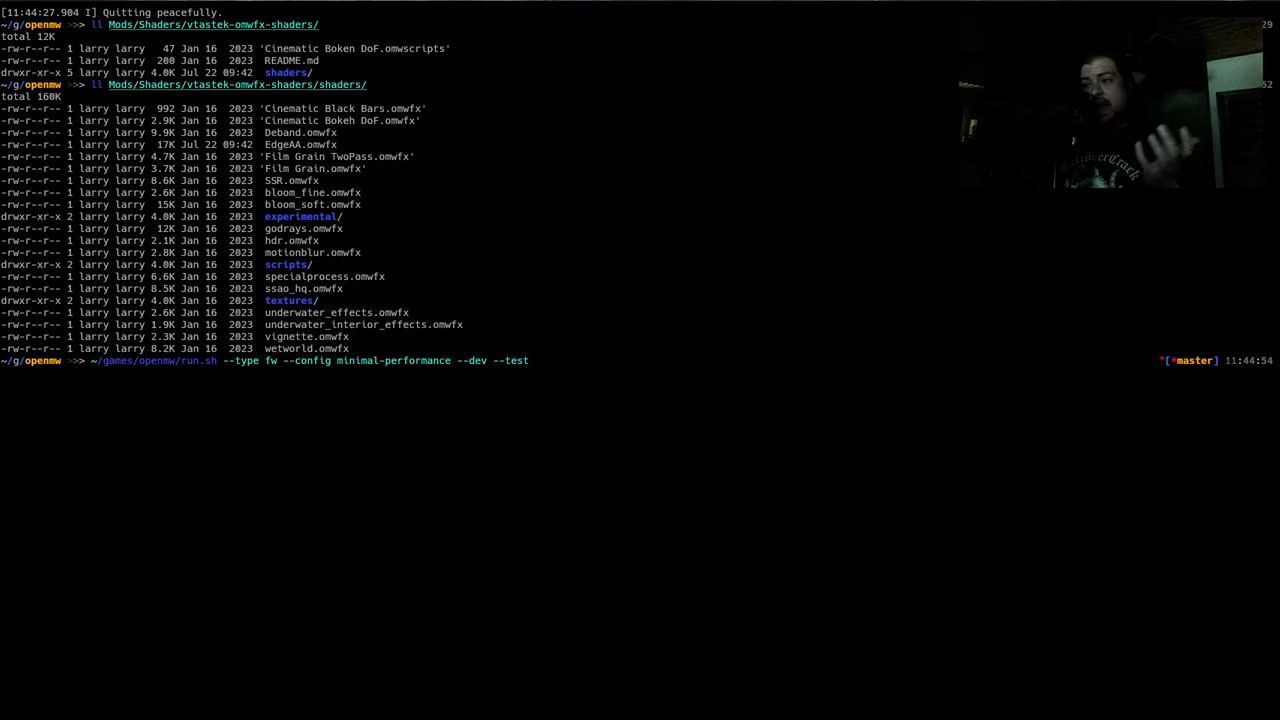 [11:44:27.904 I] Quitting peacefully.
~/g/openmw >>> ll Mods/Shaders/vtastek-omwfx-shaders/ 29
total 12K
-rw-r--r-- 1 larry larry   47 Jan 16  2023 'Cinematic Boken DoF.omwscripts'
-rw-r--r-- 1 larry larry  200 Jan 16  2023  README.md
drwxr-xr-x 5 larry larry 4.0K Jul 22 09:42  shaders/
~/g/openmw >>> ll Mods/Shaders/vtastek-omwfx-shaders/shaders/ 52
total 160K
-rw-r--r-- 1 larry larry  992 Jan 16  2023 'Cinematic Black Bars.omwfx'
-rw-r--r-- 1 larry larry 2.9K Jan 16  2023 'Cinematic Bokeh DoF.omwfx'
-rw-r--r-- 1 larry larry 9.9K Jan 16  2023  Deband.omwfx
-rw-r--r-- 1 larry larry  17K Jul 22 09:42  EdgeAA.omwfx
-rw-r--r-- 1 larry larry 4.7K Jan 16  2023 'Film Grain TwoPass.omwfx'
-rw-r--r-- 1 larry larry 3.7K Jan 16  2023 'Film Grain.omwfx'
-rw-r--r-- 1 larry larry 8.6K Jan 16  2023  SSR.omwfx
-rw-r--r-- 1 larry larry 2.6K Jan 16  2023  bloom_fine.omwfx
-rw-r--r-- 1 larry larry  15K Jan 16  2023  bloom_soft.omwfx
drwxr-xr-x 2 larry larry 4.0K Jan 16  2023  experimental/
-rw-r--r-- 1 larry larry  12K Jan 16  2023  godrays.omwfx
-rw-r--r-- 1 larry larry 2.1K Jan 16  2023  hdr.omwfx
-rw-r--r-- 1 larry larry 2.8K Jan 16  2023  motionblur.omwfx
drwxr-xr-x 2 larry larry 4.0K Jan 16  2023  scripts/
-rw-r--r-- 1 larry larry 6.6K Jan 16  2023  specialprocess.omwfx
-rw-r--r-- 1 larry larry 8.5K Jan 16  2023  ssao_hq.omwfx
drwxr-xr-x 2 larry larry 4.0K Jan 16  2023  textures/
-rw-r--r-- 1 larry larry 2.6K Jan 16  2023  underwater_effects.omwfx
-rw-r--r-- 1 larry larry 1.9K Jan 16  2023  underwater_interior_effects.omwfx
-rw-r--r-- 1 larry larry 2.3K Jan 16  2023  vignette.omwfx
-rw-r--r-- 1 larry larry 8.2K Jan 16  2023  wetworld.omwfx
~/g/openmw >>> ~/games/openmw/run.sh --type fw --config minimal-performance --dev --test ^[*master] 11:44:54